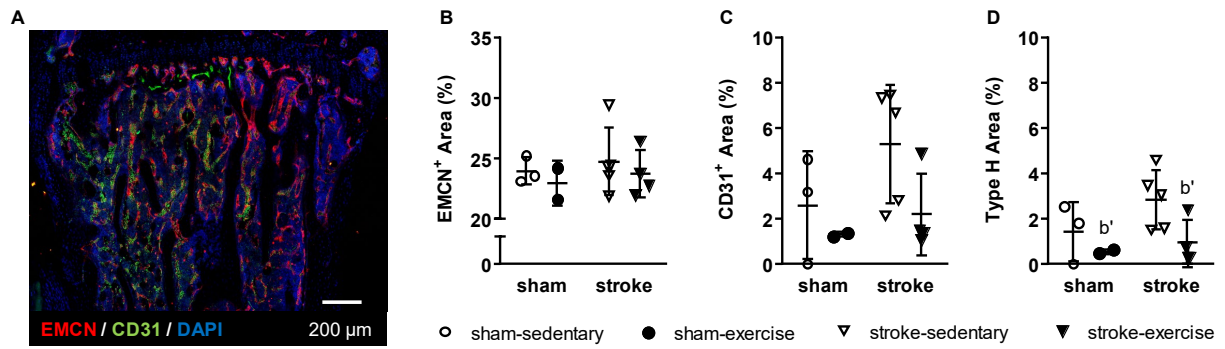 A
EMCN / CD31 / DAPI 200 µm
B
EMCN+ Area (%)
35
30
25
20
5
0
sham stroke
C
CD31+ Area (%)
10
8
6
4
2
0
sham stroke
D
Type H Area (%)
10
8
6
4
2
0
b'
b'
sham stroke
sham-sedentary sham-exercise stroke-sedentary stroke-exercise